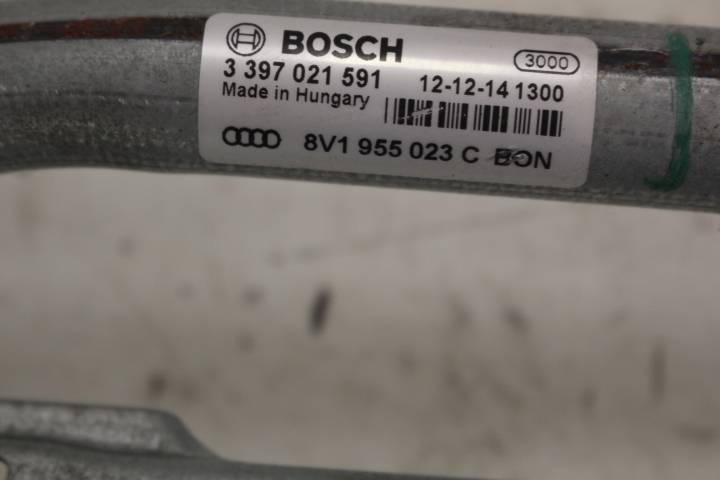 BOSCH
3000
3 397 021 591 12-12-14 1300
Made in Hungary
8V1 955 023 C BON